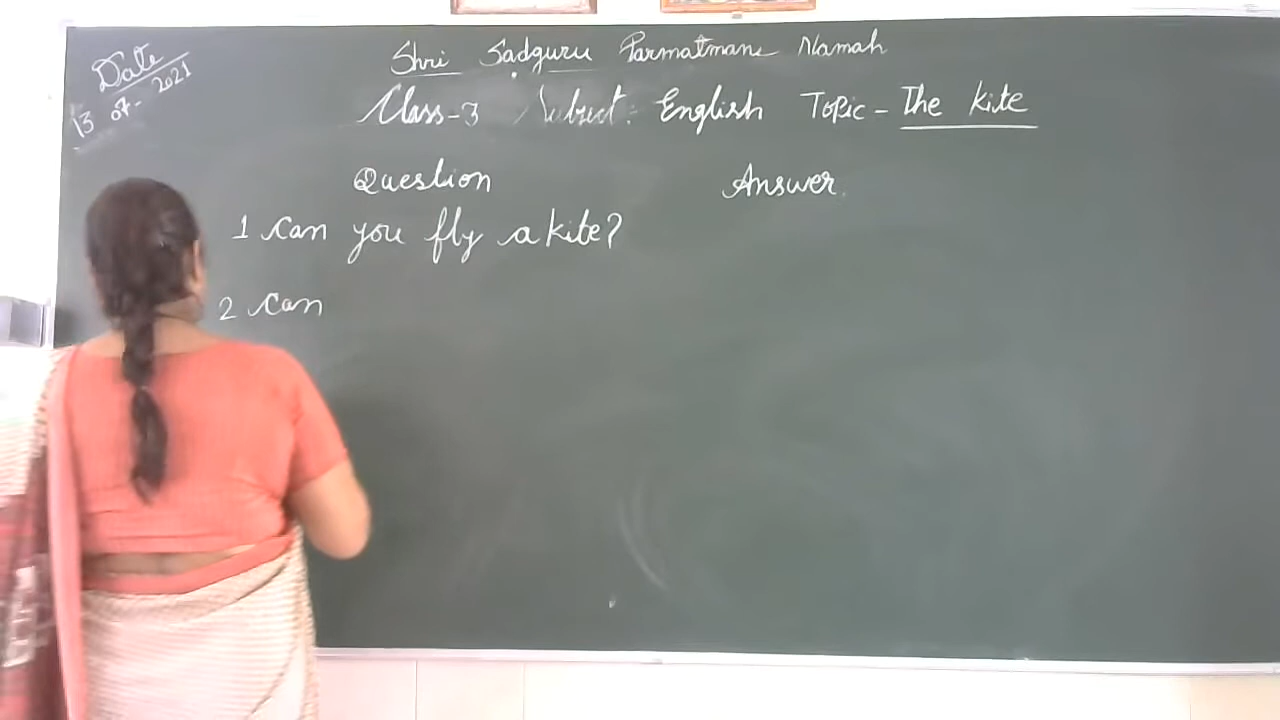 Date
13-07-2021
Shri Sadguru Parmatmane Namah
Class-3 Subject: English Topic - The kite
Question Answer
1 can you fly a kite?
2 can